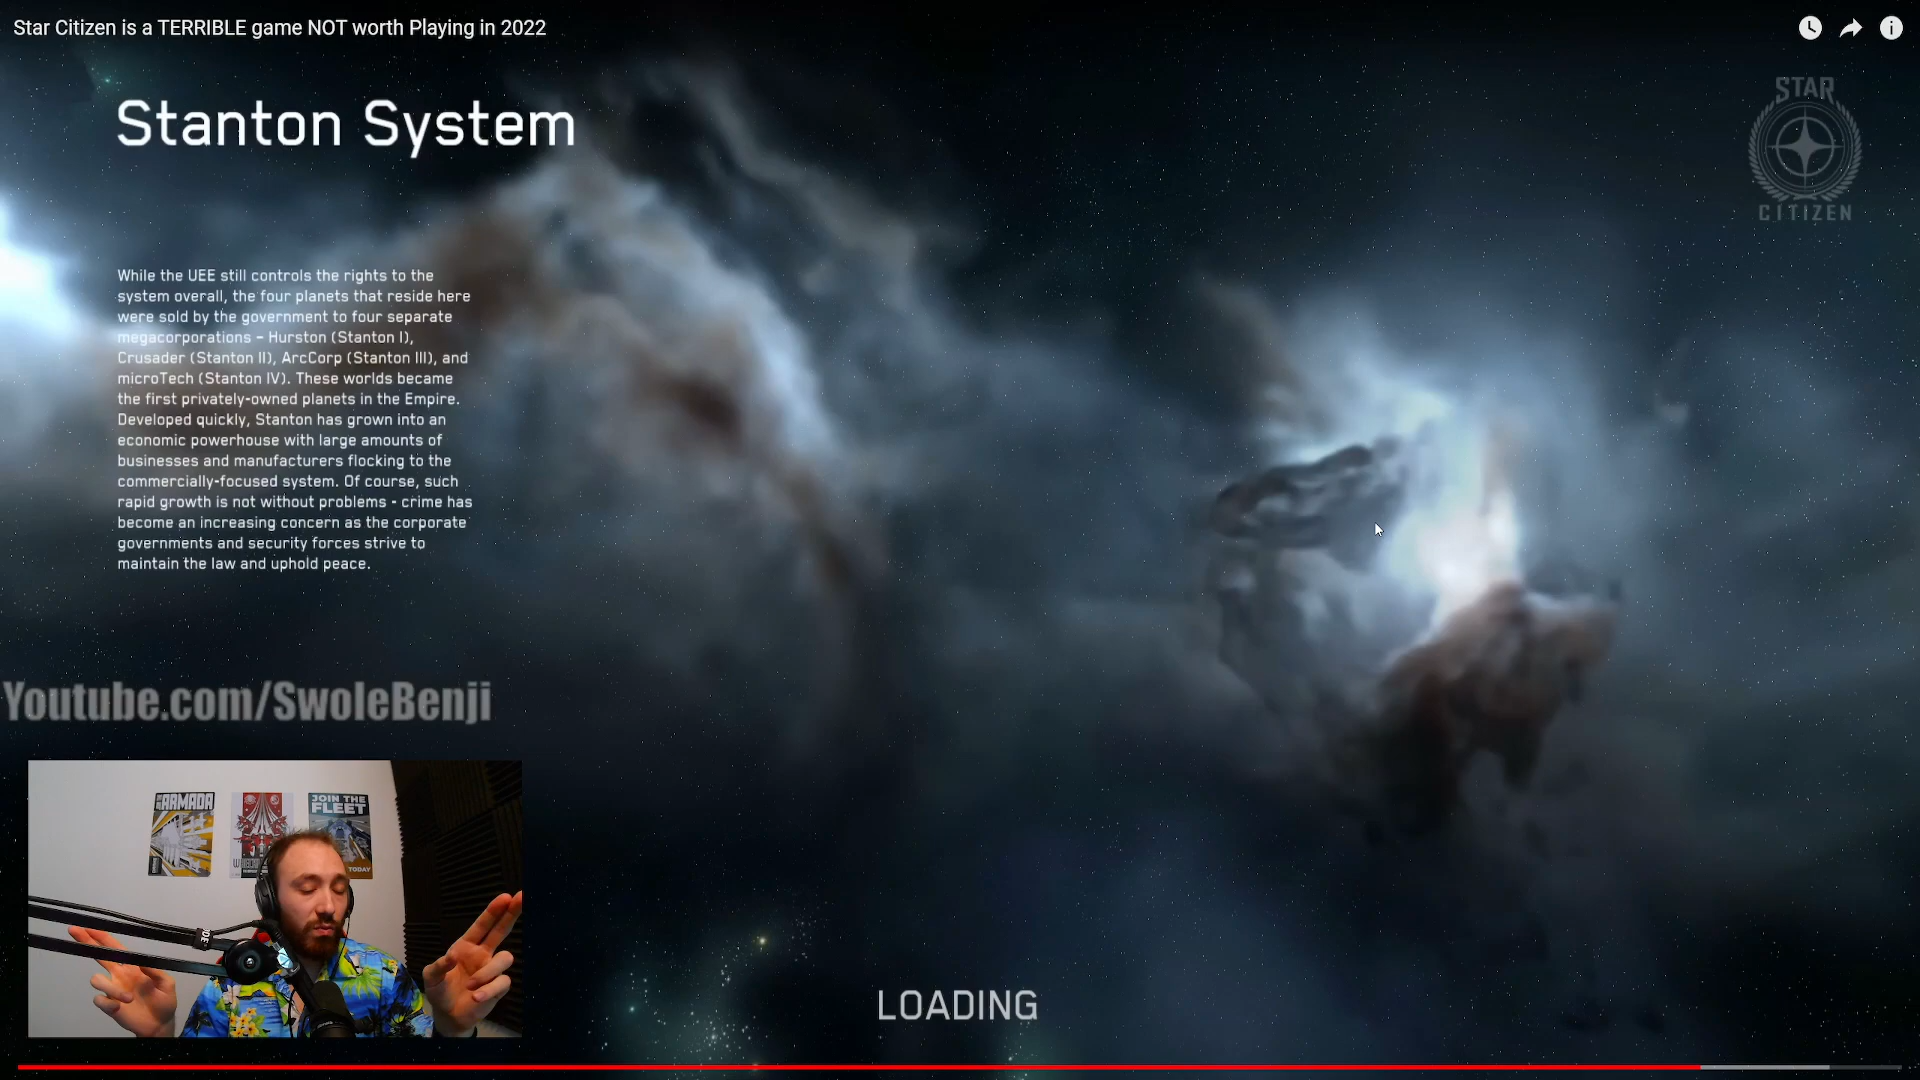 Star Citizen is a TERRIBLE game NOT worth Playing in 2022
STAR
CITIZEN
Stanton System
While the UEE still controls the rights to the
system overall, the four planets that reside here
were sold by the government to four separate
megacorporations – Hurston (Stanton I),
Crusader (Stanton II), ArcCorp (Stanton III), and
microTech (Stanton IV). These worlds became
the first privately-owned planets in the Empire.
Developed quickly, Stanton has grown into an
economic powerhouse with large amounts of
businesses and manufacturers flocking to the
commercially-focused system. Of course, such
rapid growth is not without problems - crime has
become an increasing concern as the corporate
governments and security forces strive to
maintain the law and uphold peace.
Youtube.com/SwoleBenji
ARMADA
JOIN THE
FLEET
TODAY
LOADING